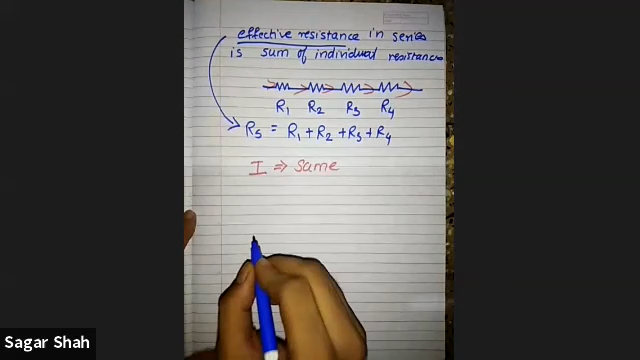 effective resistance in series
is sum of individual resistances
R1 R2 R3 R4
Rs = R1 + R2 + R3 + R4
I ⇒ same
Sagar Shah